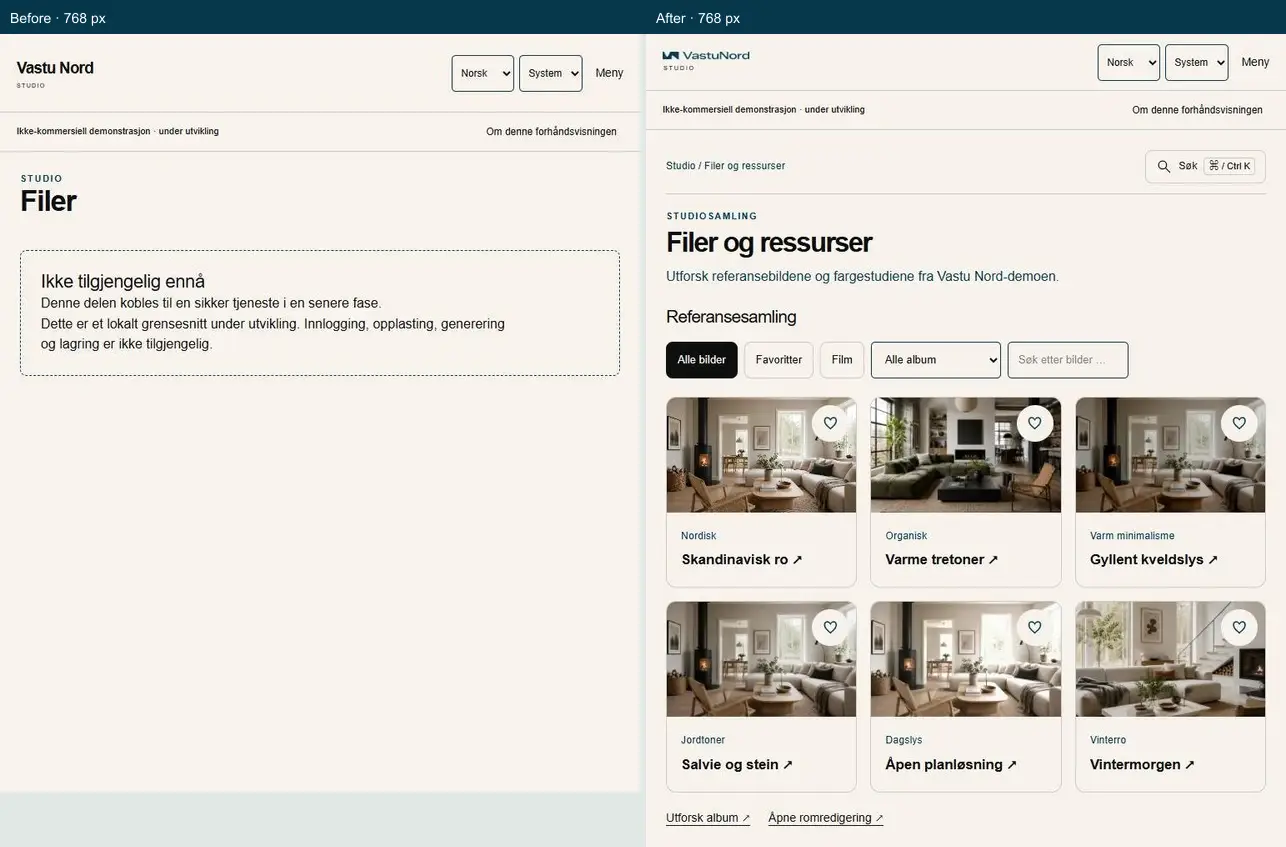 Before · 768 px
Vastu Nord
STUDIO
Norsk
System
Meny
Ikke-kommersiell demonstrasjon · under utvikling
Om denne forhåndsvisningen
STUDIO
Filer
Ikke tilgjengelig ennå
Denne delen kobles til en sikker tjeneste i en senere fase.
Dette er et lokalt grensesnitt under utvikling. Innlogging, opplasting, generering
og lagring er ikke tilgjengelig.
After · 768 px
VastuNord
STUDIO
Norsk
System
Meny
Ikke-kommersiell demonstrasjon · under utvikling
Om denne forhåndsvisningen
Studio / Filer og ressurser
Søk ⌘ / Ctrl K
STUDIOSAMLING
Filer og ressurser
Utforsk referansebildene og fargestudiene fra Vastu Nord-demoen.
Referansesamling
Alle bilder
Favoritter
Film
Alle album
Søk etter bilder …
Nordisk
Skandinavisk ro ↗
Organisk
Varme tretoner ↗
Varm minimalisme
Gyllent kveldslys ↗
Jordtoner
Salvie og stein ↗
Dagslys
Åpen planløsning ↗
Vinterro
Vintermorgen ↗
Utforsk album ↗
Åpne romredigering ↗